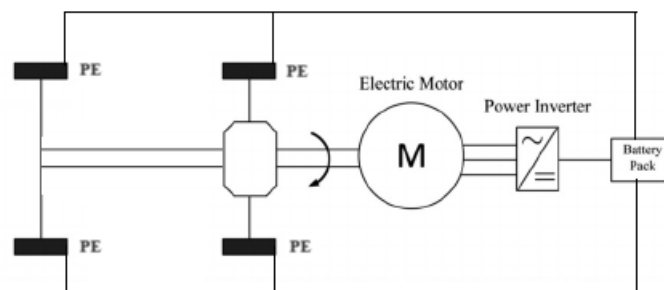 PE
PE
Electric Motor
Power Inverter
M
Battery
Pack
PE
PE